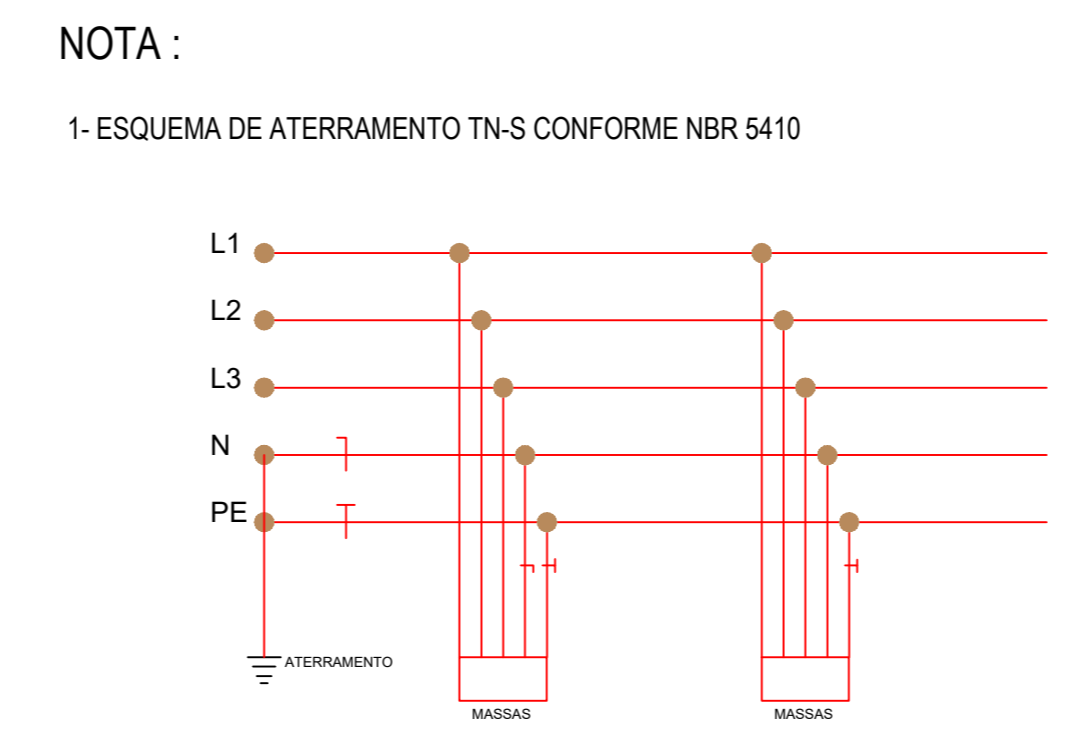 NOTA :
1- ESQUEMA DE ATERRAMENTO TN-S CONFORME NBR 5410
L1
L2
L3
N
PE
ATERRAMENTO
MASSAS
MASSAS